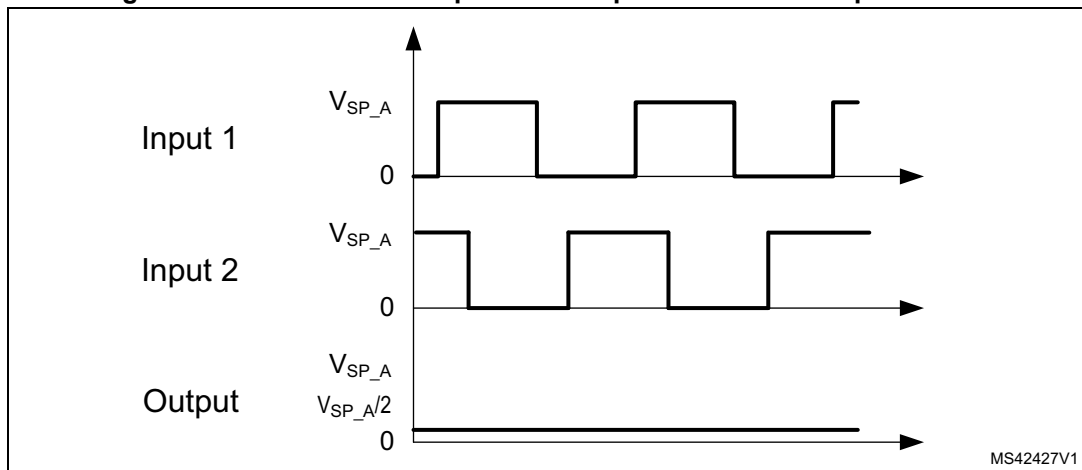 V_SP_A
Input 1
0
V_SP_A
Input 2
0
V_SP_A
Output
V_SP_A/2
0
MS42427V1